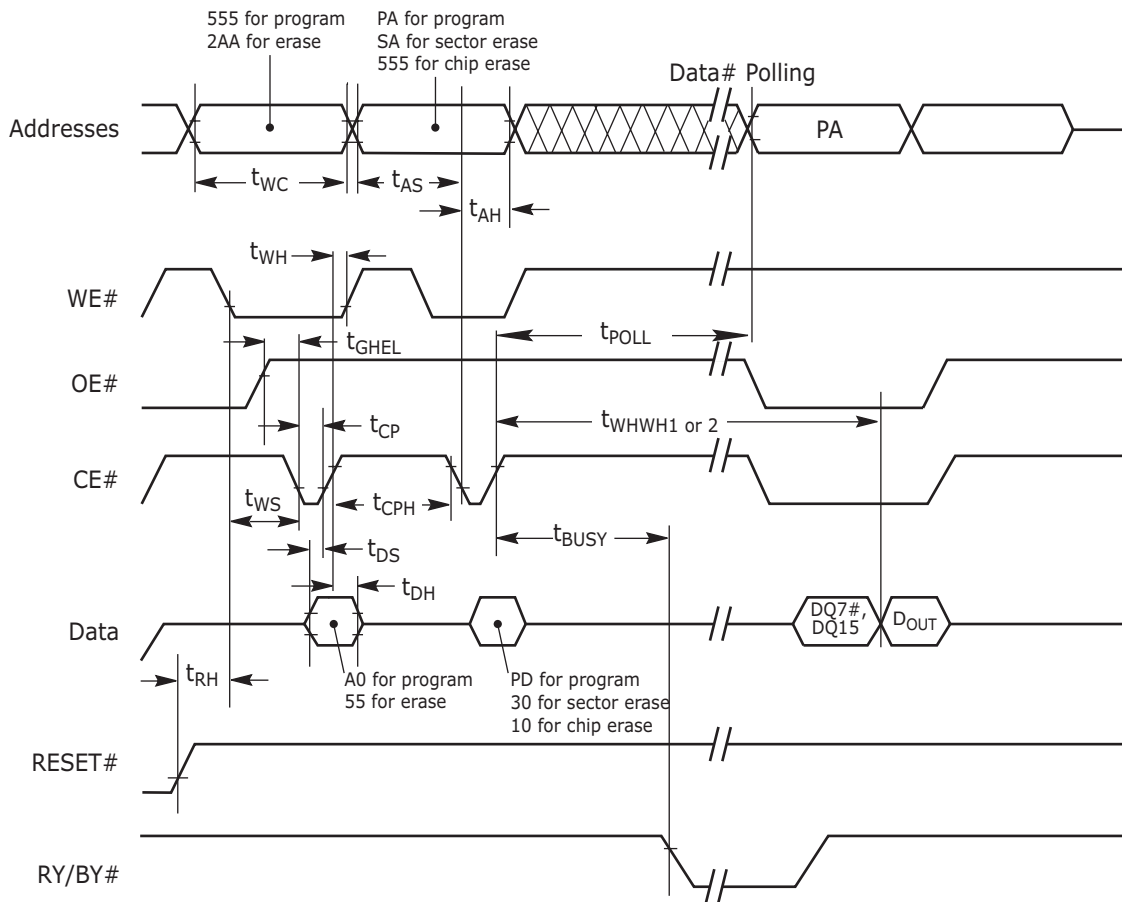 555 for program
2AA for erase
PA for program
SA for sector erase
555 for chip erase
Data# Polling
Addresses
PA
tWC
tAS
tAH
tWH
WE#
tPOLL
tGHEL
OE#
tWHWH1 or 2
tCP
CE#
tWS
tCPH
tBUSY
tDS
tDH
Data
DQ7#,
DQ15
DOUT
tRH
A0 for program
55 for erase
PD for program
30 for sector erase
10 for chip erase
RESET#
RY/BY#